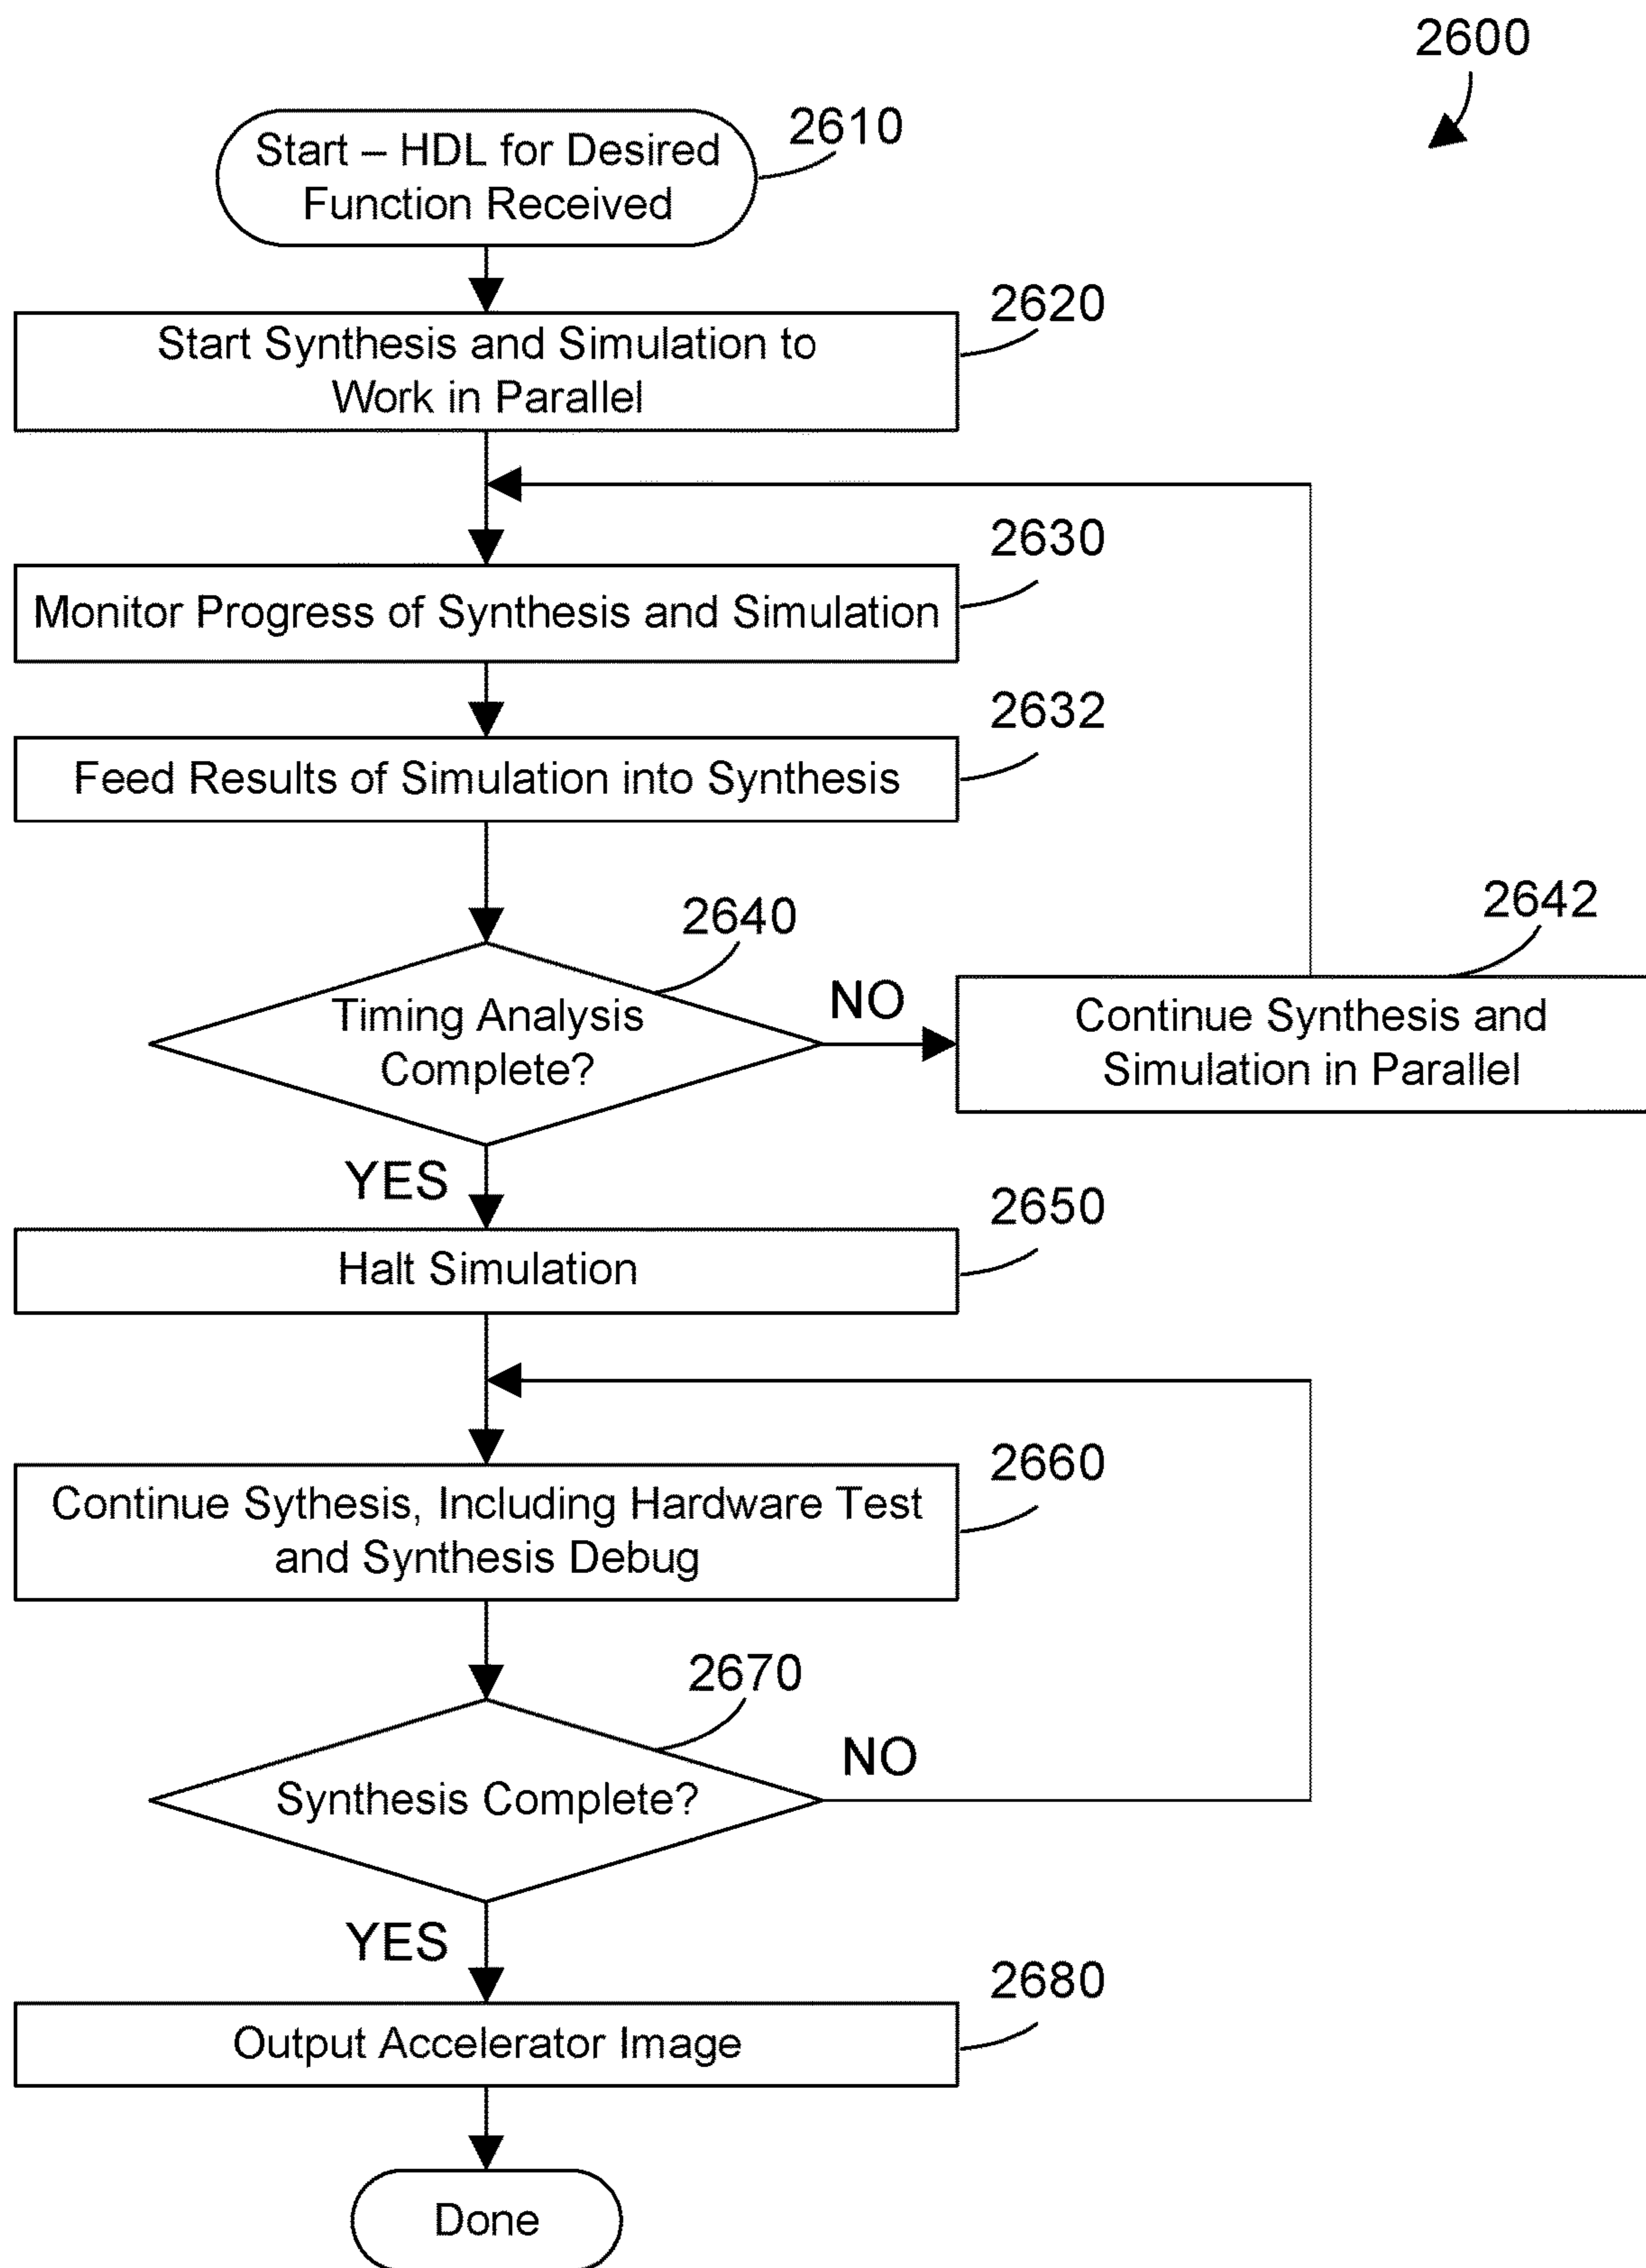 2600
2610
Start – HDL for Desired
Function Received
2620
Start Synthesis and Simulation to
Work in Parallel
2630
Monitor Progress of Synthesis and Simulation
2632
Feed Results of Simulation into Synthesis
2640
Timing Analysis
Complete?
NO
2642
Continue Synthesis and
Simulation in Parallel
YES
2650
Halt Simulation
2660
Continue Sythesis, Including Hardware Test
and Synthesis Debug
2670
Synthesis Complete?
NO
YES
2680
Output Accelerator Image
Done